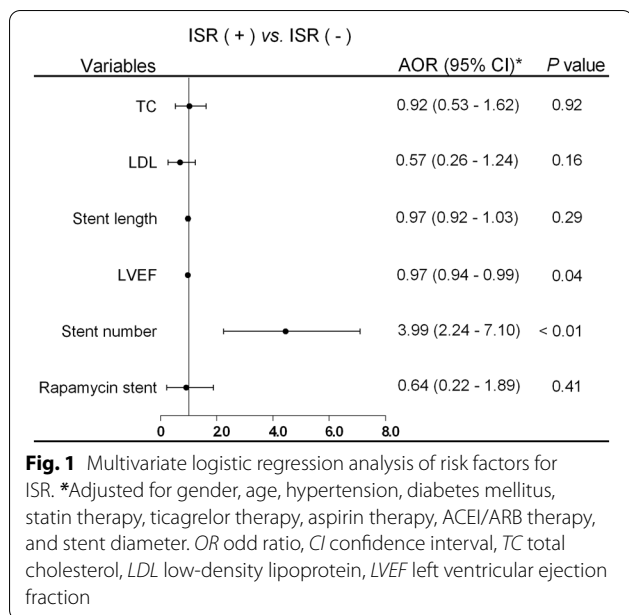 ISR ( + ) vs. ISR ( - )
Variables AOR (95% CI)* P value
TC 0.92 (0.53 - 1.62) 0.92
LDL 0.57 (0.26 - 1.24) 0.16
Stent length 0.97 (0.92 - 1.03) 0.29
LVEF 0.97 (0.94 - 0.99) 0.04
Stent number 3.99 (2.24 - 7.10) < 0.01
Rapamycin stent 0.64 (0.22 - 1.89) 0.41
0 2.0 4.0 6.0 8.0
Fig. 1 Multivariate logistic regression analysis of risk factors for
ISR. *Adjusted for gender, age, hypertension, diabetes mellitus,
statin therapy, ticagrelor therapy, aspirin therapy, ACEI/ARB therapy,
and stent diameter. OR odd ratio, CI confidence interval, TC total
cholesterol, LDL low-density lipoprotein, LVEF left ventricular ejection
fraction